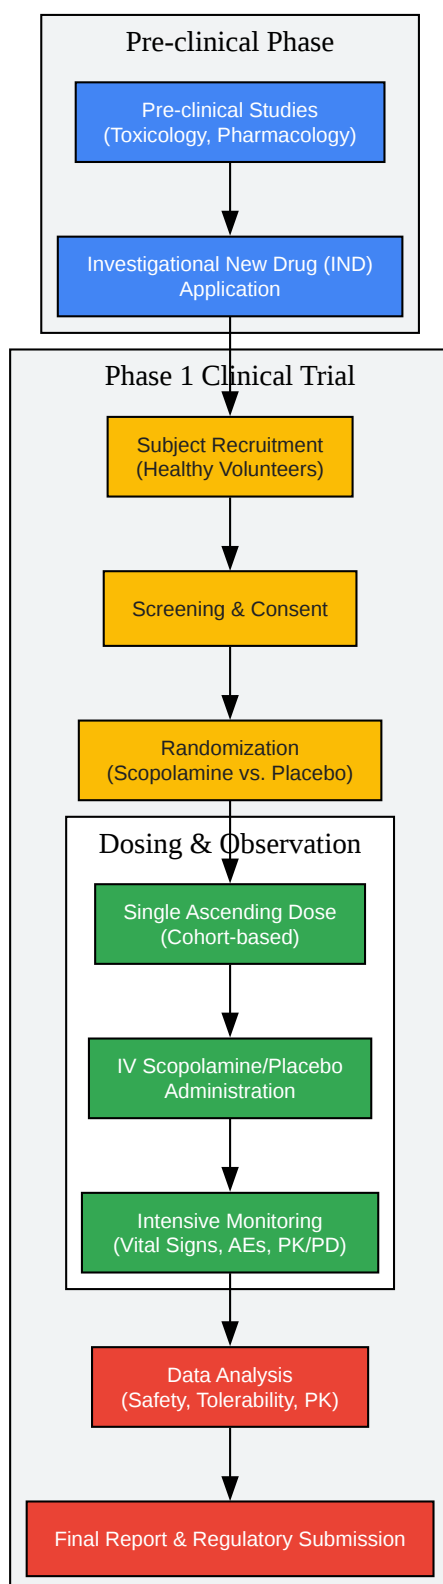 Pre-clinical Phase
Pre-clinical Studies
(Toxicology, Pharmacology)
Investigational New Drug (IND)
Application
Phase 1 Clinical Trial
Subject Recruitment
(Healthy Volunteers)
Screening & Consent
Randomization
(Scopolamine vs. Placebo)
Dosing & Observation
Single Ascending Dose
(Cohort-based)
IV Scopolamine/Placebo
Administration
Intensive Monitoring
(Vital Signs, AEs, PK/PD)
Data Analysis
(Safety, Tolerability, PK)
Final Report & Regulatory Submission